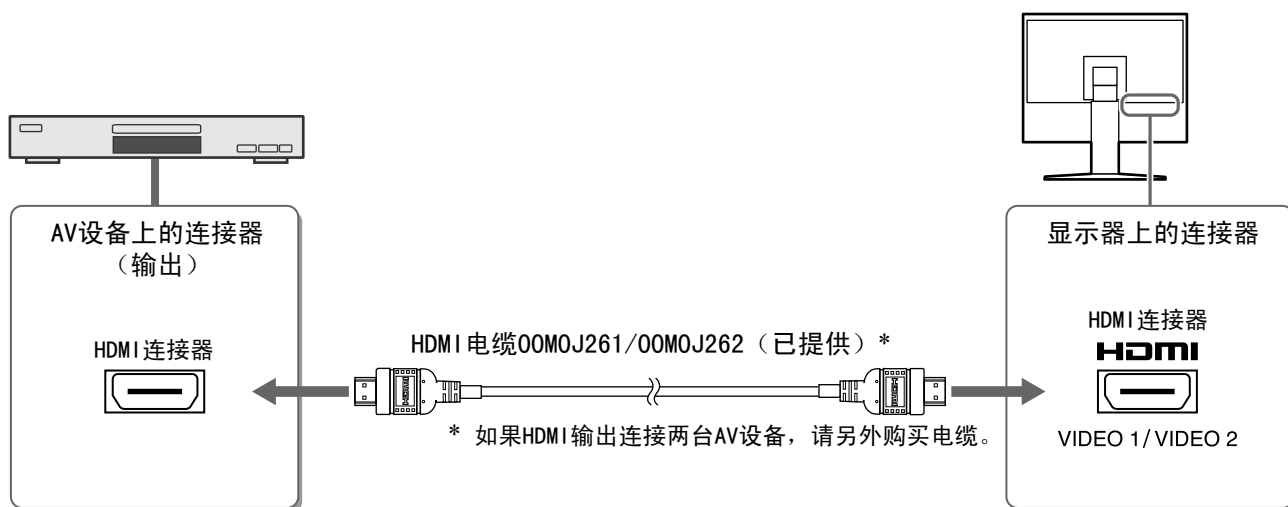 AV设备上的连接器
（输出）
HDMI连接器
HDMI电缆00M0J261/00M0J262（已提供）*
HDMI
HDMI
* 如果HDMI输出连接两台AV设备，请另外购买电缆。
显示器上的连接器
HDMI连接器
HDMI
VIDEO 1/VIDEO 2